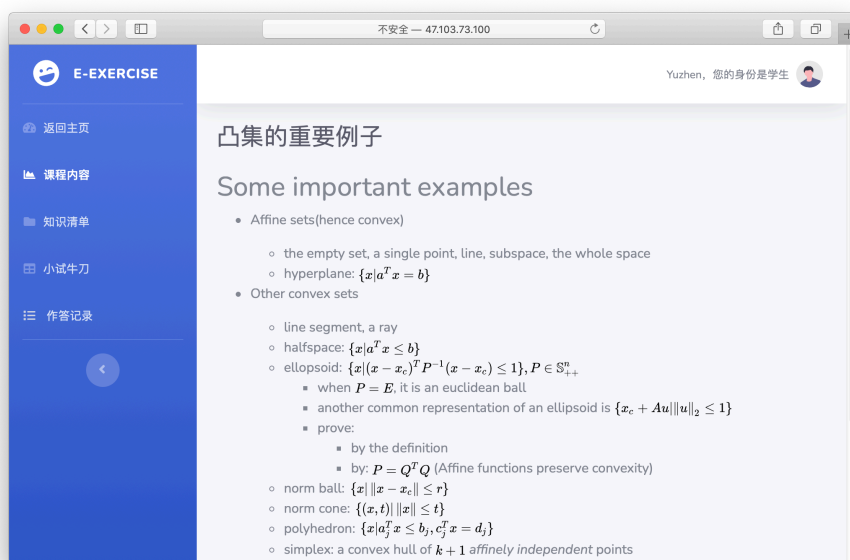 不安全 — 47.103.73.100
E-EXERCISE
Yuzhen，您的身份是学生
返回主页
课程内容
知识清单
小试牛刀
作答记录
凸集的重要例子
Some important examples
Affine sets(hence convex)
the empty set, a single point, line, subspace, the whole space
hyperplane: {x|a^T x = b}
Other convex sets
line segment, a ray
halfspace: {x|a^T x ≤ b}
ellopsoid: {x|(x − x_c)^T P^{−1}(x − x_c) ≤ 1}, P ∈ 𝕊^n_{++}
when P = E, it is an euclidean ball
another common representation of an ellipsoid is {x_c + Au|‖u‖_2 ≤ 1}
prove:
by the definition
by: P = Q^T Q (Affine functions preserve convexity)
norm ball: {x| ‖x − x_c‖ ≤ r}
norm cone: {(x, t)| ‖x‖ ≤ t}
polyhedron: {x|a_j^T x ≤ b_j, c_j^T x = d_j}
simplex: a convex hull of k + 1 affinely independent points